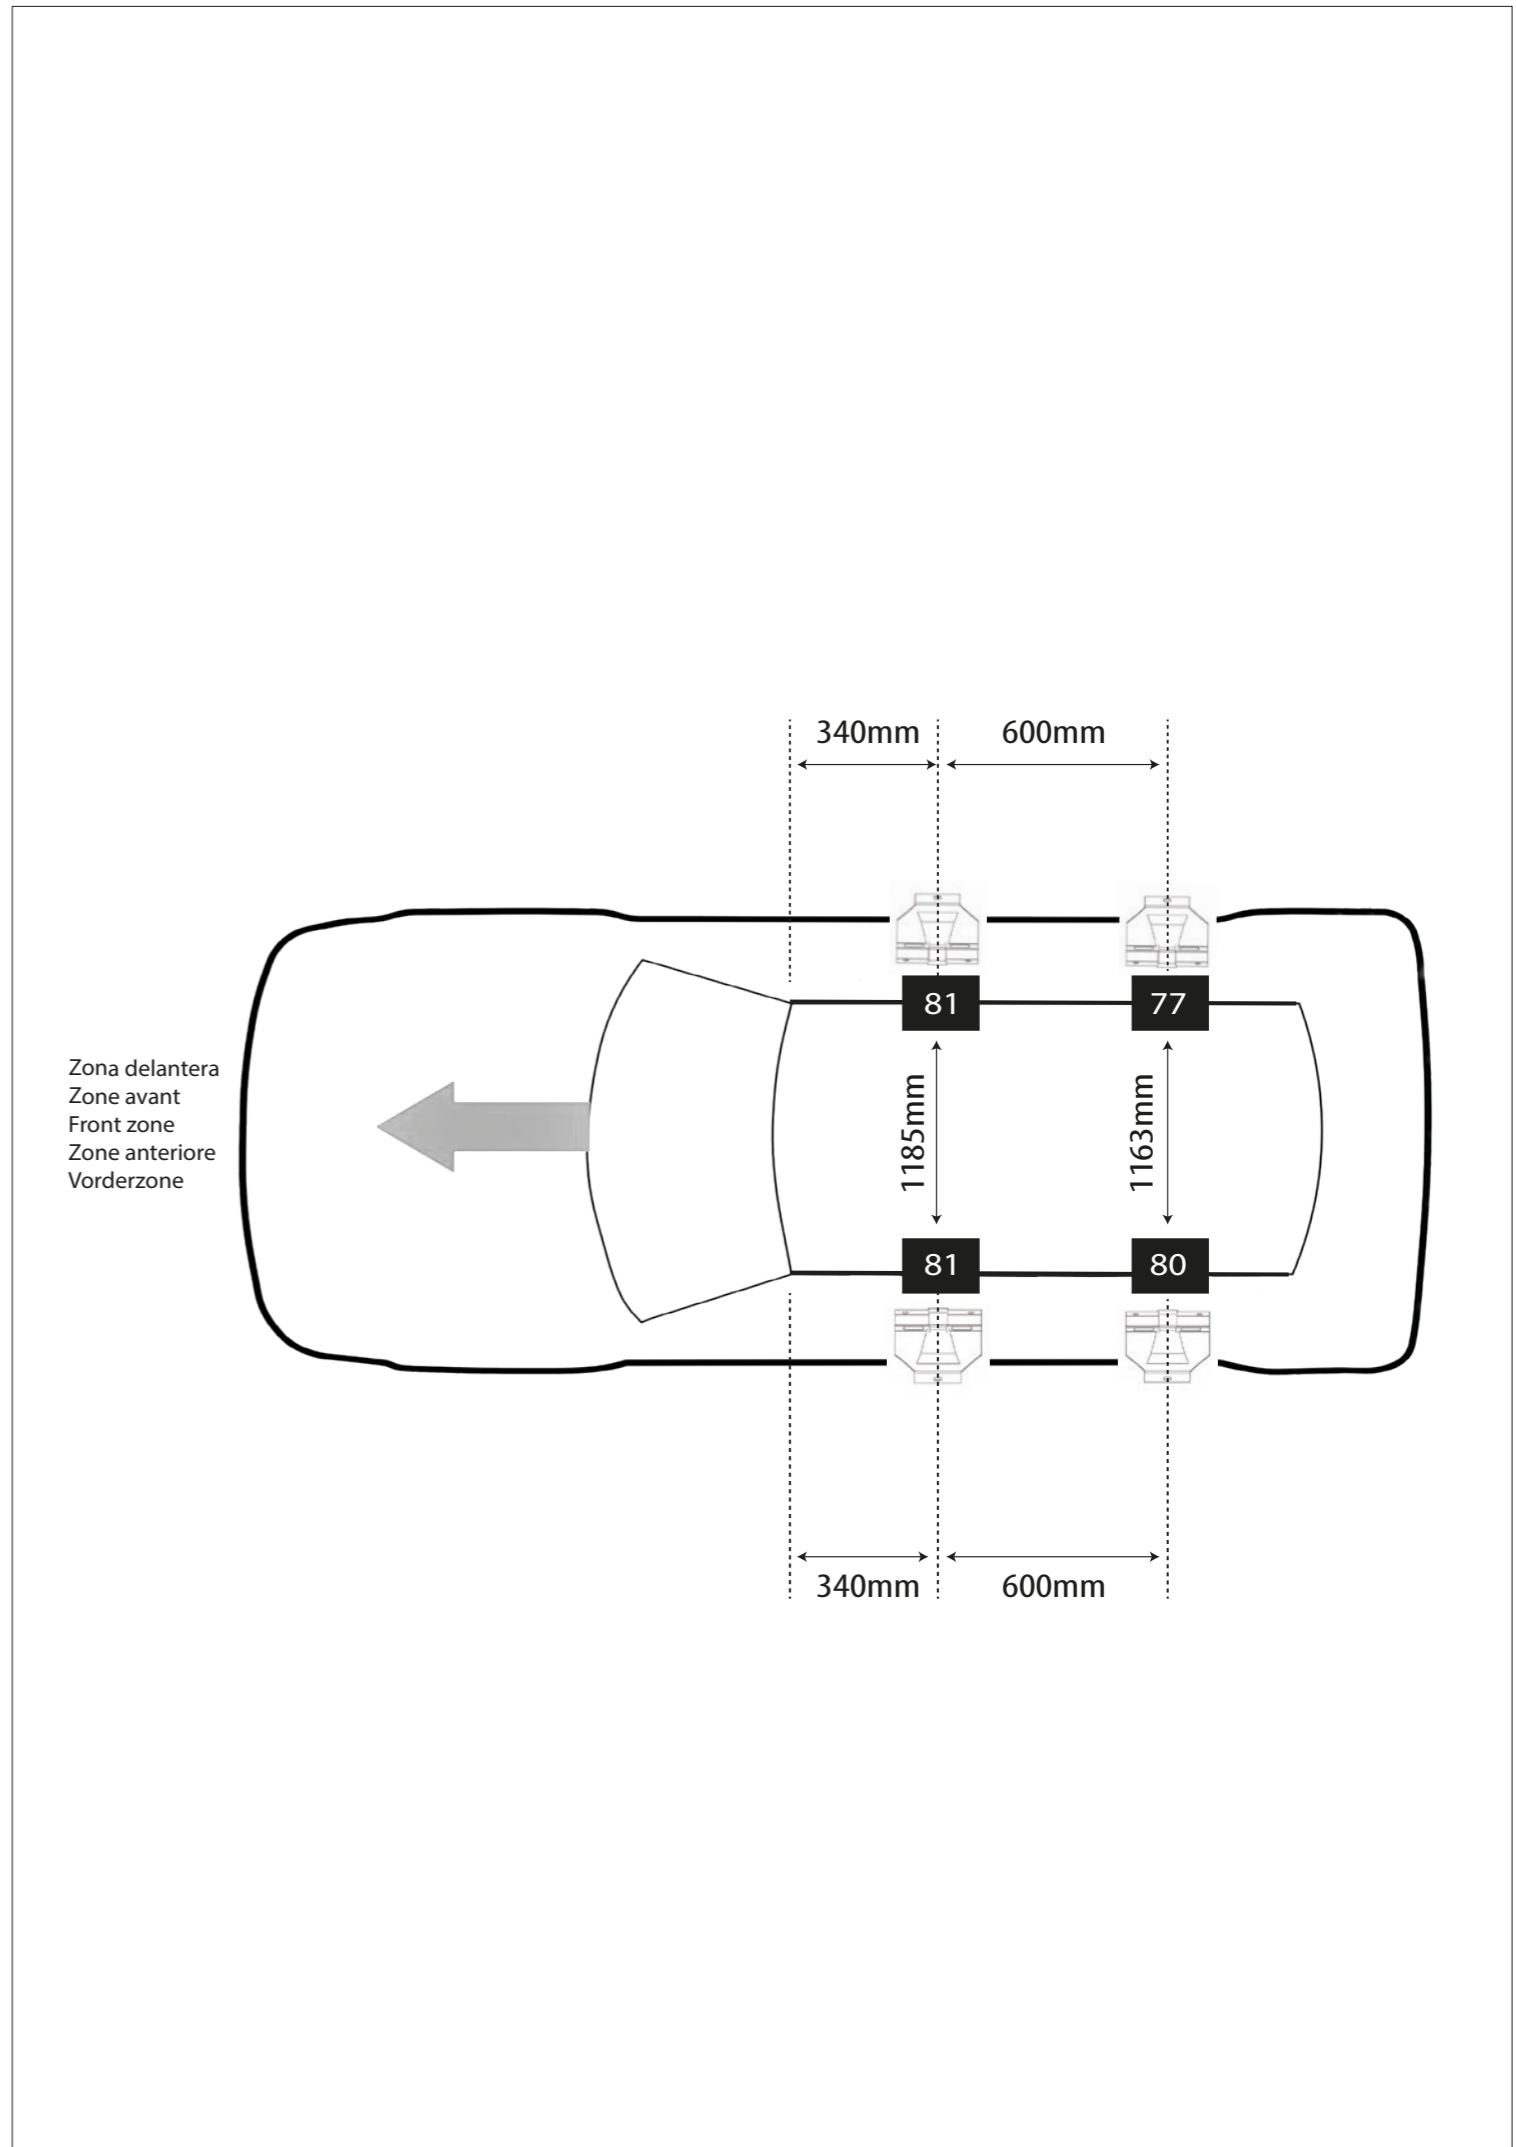 340mm 600mm
81 77
Zona delantera
Zone avant
Front zone
Zone anteriore
Vorderzone
1185mm 1163mm
81 80
340mm 600mm